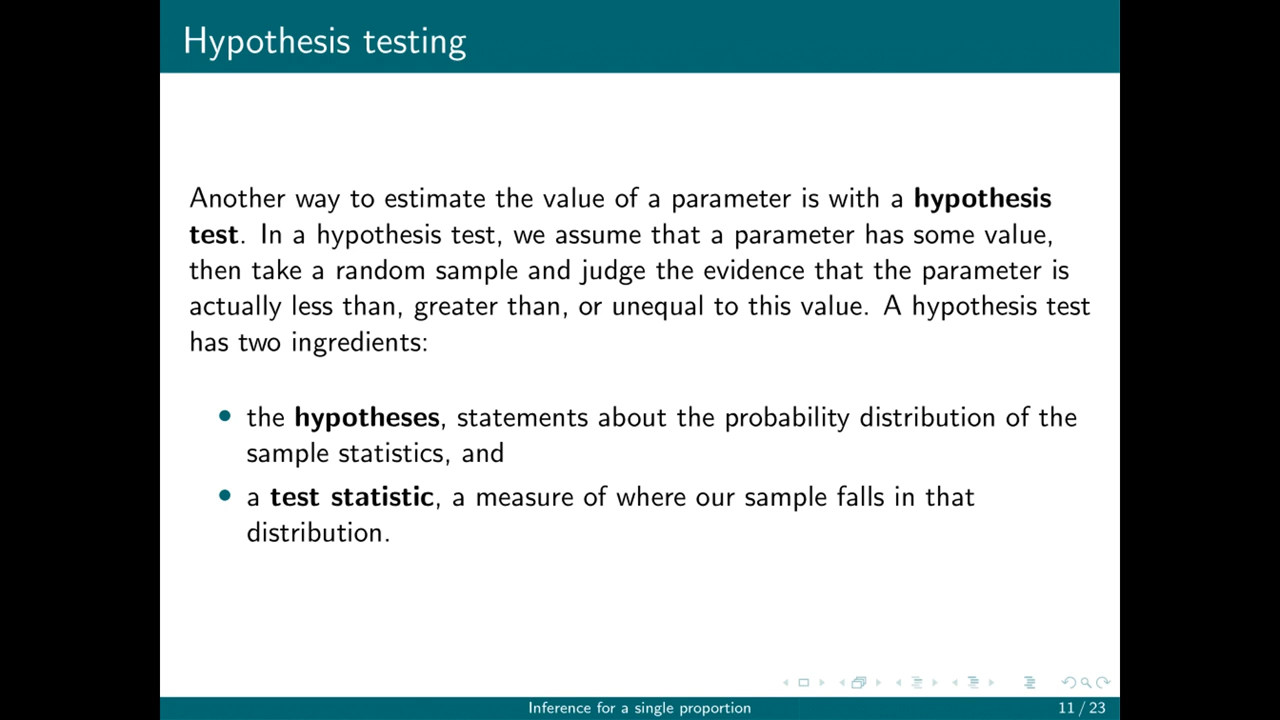 Hypothesis testing
Another way to estimate the value of a parameter is with a hypothesis
test. In a hypothesis test, we assume that a parameter has some value,
then take a random sample and judge the evidence that the parameter is
actually less than, greater than, or unequal to this value. A hypothesis test
has two ingredients:
• the hypotheses, statements about the probability distribution of the
sample statistics, and
• a test statistic, a measure of where our sample falls in that
distribution.
Inference for a single proportion
11 / 23